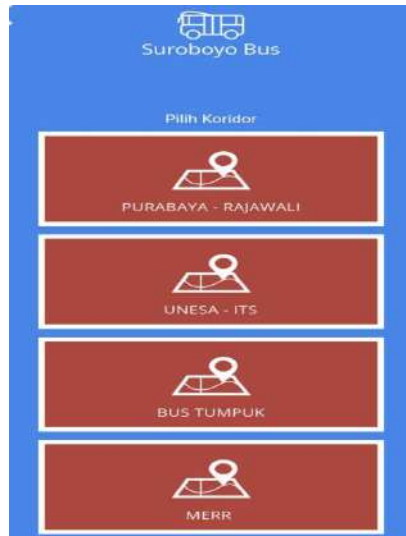 Suroboyo Bus
Pilih Koridor
PURABAYA - RAJAWALI
UNESA - ITS
BUS TUMPUK
MERR